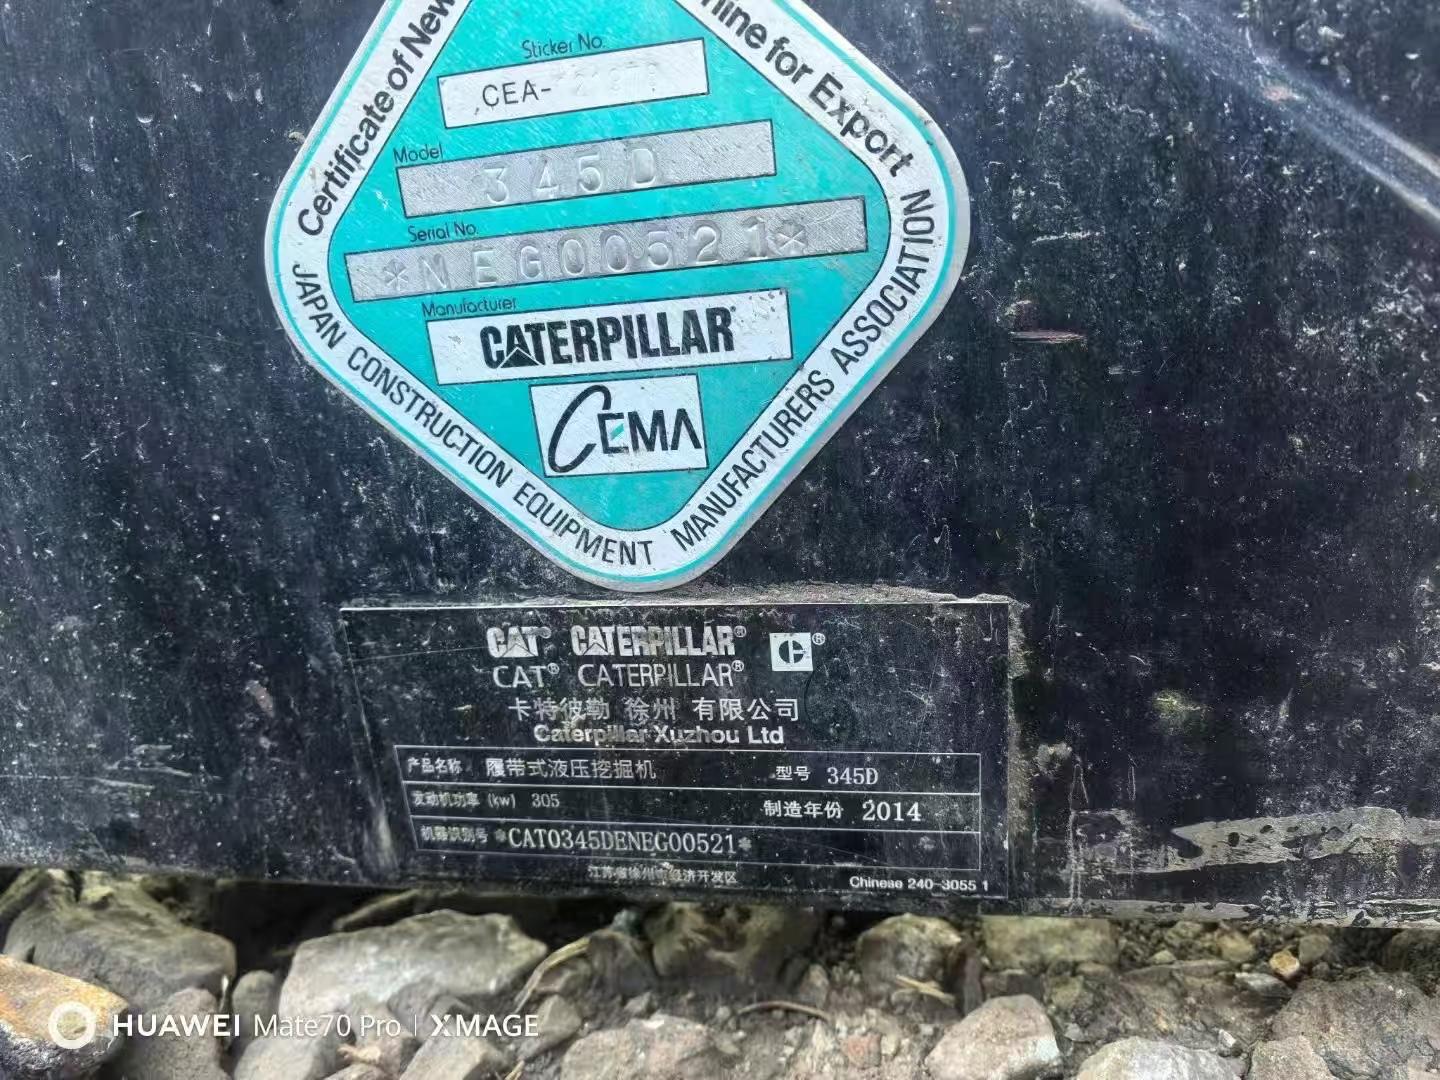 Certificate of New
hine for Export
Sticker No.
CEA-
Model
345D
Serial No.
*NEG00521*
Manufacturer
CATERPILLAR
CEMA
JAPAN CONSTRUCTION EQUIPMENT MANUFACTURERS ASSOCIATION
CAT® CATERPILLAR® C®
CAT® CATERPILLAR®
卡特彼勒 徐州 有限公司
Caterpillar Xuzhou Ltd
产品名称 履带式液压挖掘机 型号 345D
发动机功率 (kw) 305 制造年份 2014
机器识别号 *CAT0345DENEG00521*
江苏省徐州市经济开发区
Chinese 240-3055 1
HUAWEI Mate70 Pro | XMAGE